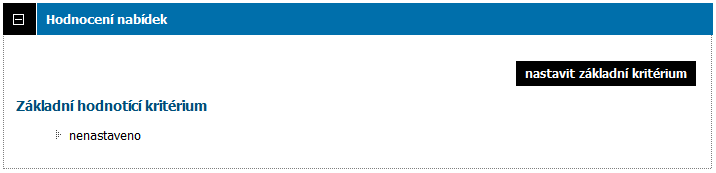 Hodnocení nabídek
nastavit základní kritérium
Základní hodnotící kritérium
nenastaveno